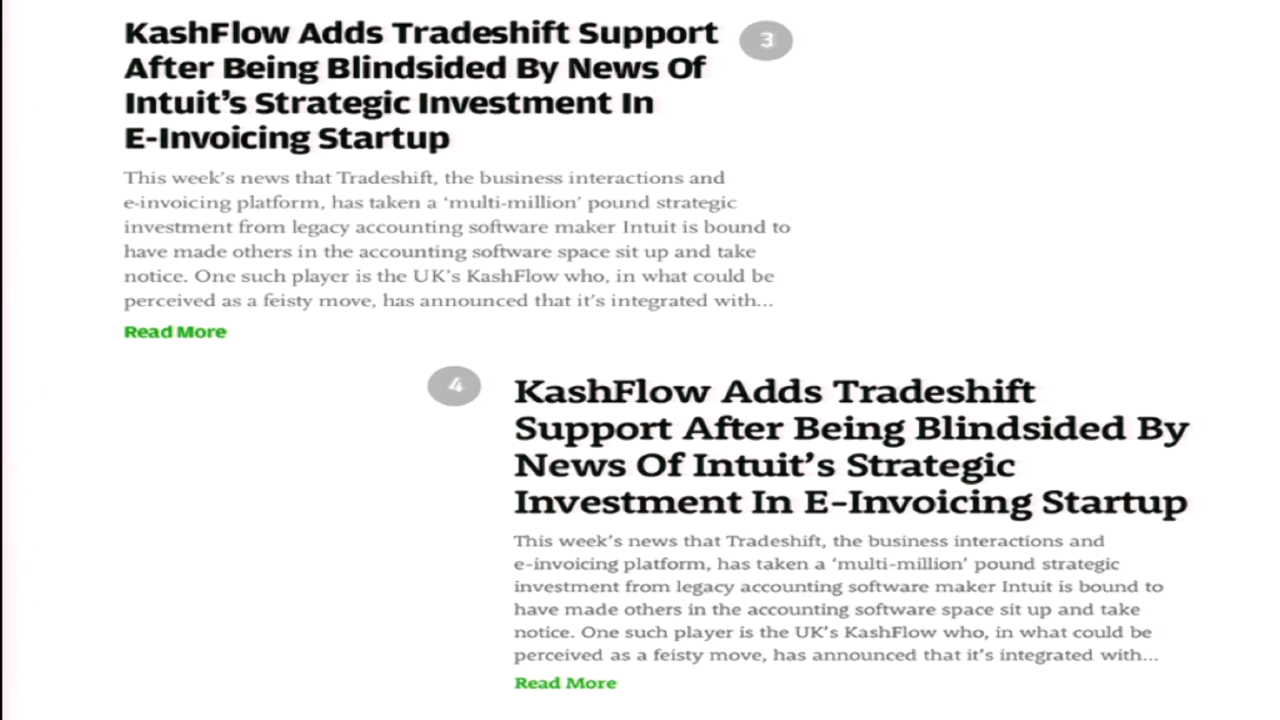 KashFlow Adds Tradeshift Support
3
After Being Blindsided By News Of
Intuit’s Strategic Investment In
E-Invoicing Startup
This week’s news that Tradeshift, the business interactions and
e-invoicing platform, has taken a ‘multi-million’ pound strategic
investment from legacy accounting software maker Intuit is bound to
have made others in the accounting software space sit up and take
notice. One such player is the UK’s KashFlow who, in what could be
perceived as a feisty move, has announced that it’s integrated with...
Read More
4
KashFlow Adds Tradeshift
Support After Being Blindsided By
News Of Intuit’s Strategic
Investment In E-Invoicing Startup
This week’s news that Tradeshift, the business interactions and
e-invoicing platform, has taken a ‘multi-million’ pound strategic
investment from legacy accounting software maker Intuit is bound to
have made others in the accounting software space sit up and take
notice. One such player is the UK’s KashFlow who, in what could be
perceived as a feisty move, has announced that it’s integrated with...
Read More